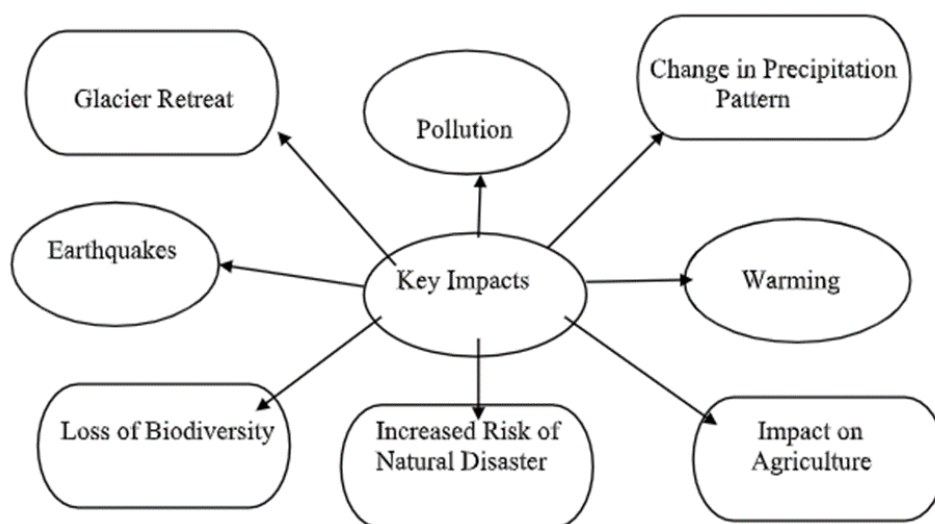 Glacier Retreat
Pollution
Change in Precipitation
Pattern
Earthquakes
Key Impacts
Warming
Loss of Biodiversity
Increased Risk of
Natural Disaster
Impact on
Agriculture